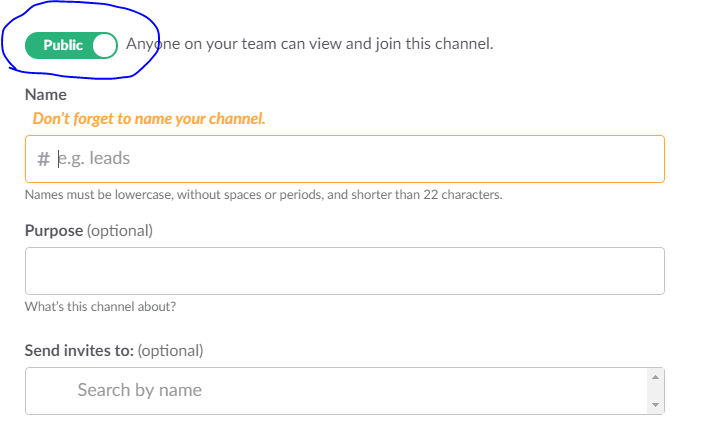 Public Anyone on your team can view and join this channel.
Name
Don't forget to name your channel.
# e.g. leads
Names must be lowercase, without spaces or periods, and shorter than 22 characters.
Purpose (optional)
What's this channel about?
Send invites to: (optional)
Search by name